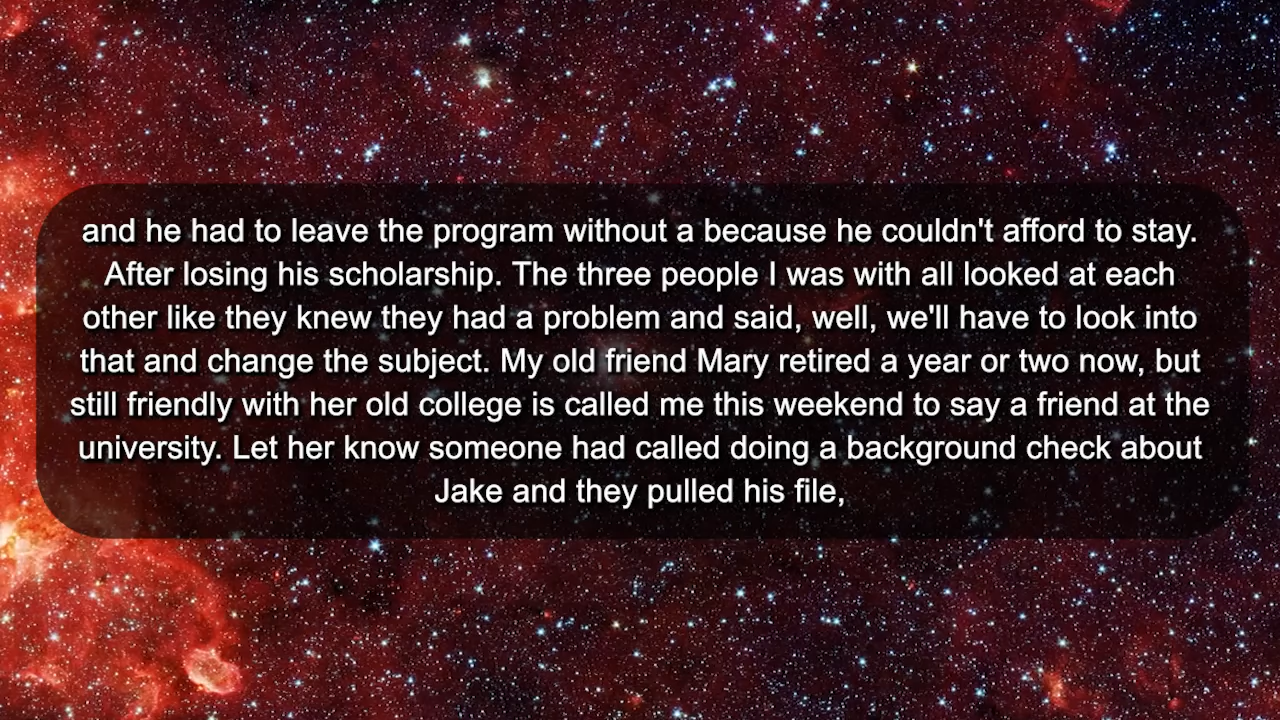 and he had to leave the program without a because he couldn't afford to stay.
After losing his scholarship. The three people I was with all looked at each
other like they knew they had a problem and said, well, we'll have to look into
that and change the subject. My old friend Mary retired a year or two now, but
still friendly with her old college is called me this weekend to say a friend at the
university. Let her know someone had called doing a background check about
Jake and they pulled his file,